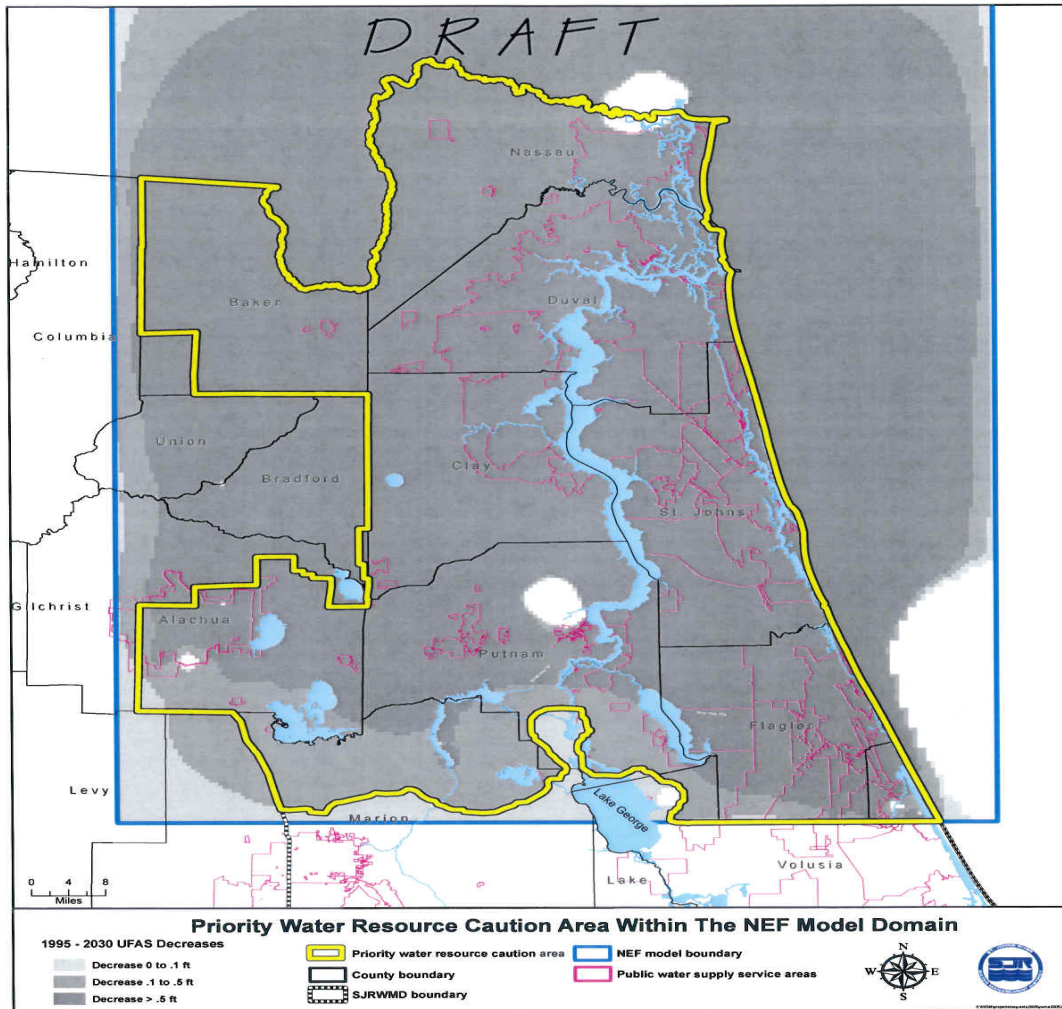 DRAFT
Nassau
Hamilton
Baker
Duval
Columbia
Union
Bradford
Clay
St. Johns
Gilchrist
Alachua
Putnam
Flagler
Levy
Marion
Lake George
Volusia
Lake
0 4 8
Miles
Priority Water Resource Caution Area Within The NEF Model Domain
1995 - 2030 UFAS Decreases
Decrease 0 to .1 ft
Decrease .1 to .5 ft
Decrease > .5 ft
Priority water resource caution area
County boundary
SJRWMD boundary
NEF model boundary
Public water supply service areas
N
W E
S
SJR